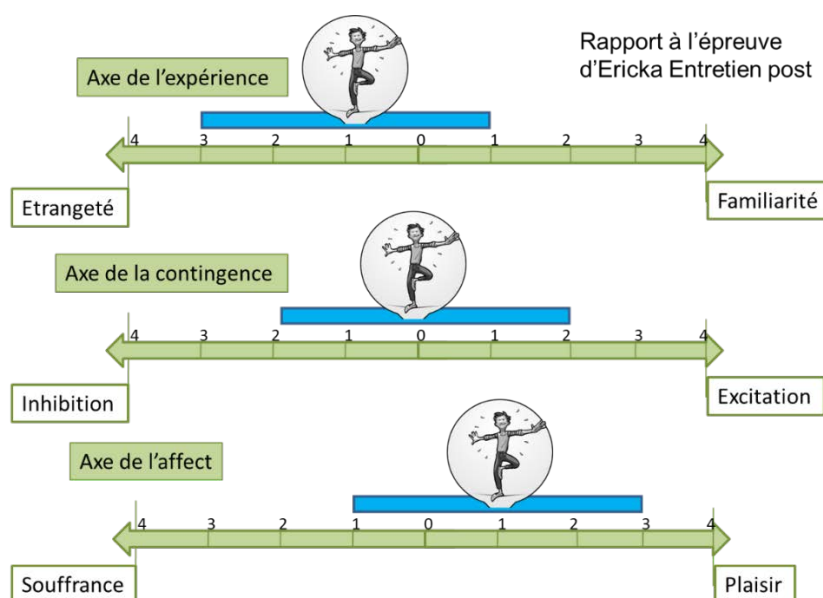 Rapport à l'épreuve
d'Ericka Entretien post
Axe de l'expérience
4 3 2 1 0 1 2 3 4
Etrangeté
Familiarité
Axe de la contingence
4 3 2 1 0 1 2 3 4
Inhibition
Excitation
Axe de l'affect
4 3 2 1 0 1 2 3 4
Souffrance
Plaisir